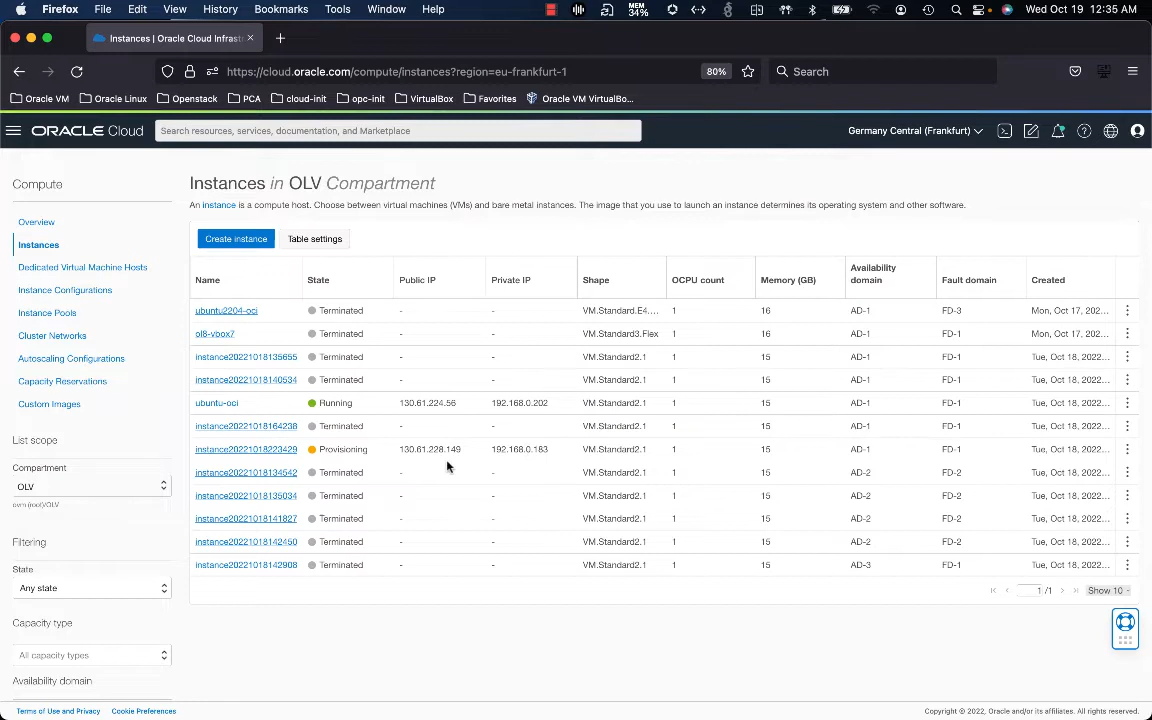 Firefox File Edit View History Bookmarks Tools Window Help MEM 34% Wed Oct 19 12:35 AM
Instances | Oracle Cloud Infrast
https://cloud.oracle.com/compute/instances?region=eu-frankfurt-1 80% Search
Oracle VM Oracle Linux Openstack PCA cloud-init opc-init VirtualBox Favorites Oracle VM VirtualBo...
ORACLE Cloud Search resources, services, documentation, and Marketplace Germany Central (Frankfurt)
Compute
Overview
Instances
Dedicated Virtual Machine Hosts
Instance Configurations
Instance Pools
Cluster Networks
Autoscaling Configurations
Capacity Reservations
Custom Images
List scope
Compartment
OLV
ovm (root)/OLV
Filtering
State
Any state
Capacity type
All capacity types
Availability domain
Instances in OLV Compartment
An instance is a compute host. Choose between virtual machines (VMs) and bare metal instances. The image that you use to launch an instance determines its operating system and other software.
Create instance Table settings
Name State Public IP Private IP Shape OCPU count Memory (GB) Availability domain Fault domain Created
ubuntu2204-oci Terminated - - VM.Standard.E4.... 1 16 AD-1 FD-3 Mon, Oct 17, 202...
ol8-vbox7 Terminated - - VM.Standard3.Flex 1 16 AD-1 FD-1 Mon, Oct 17, 202...
instance20221018135655 Terminated - - VM.Standard2.1 1 15 AD-1 FD-1 Tue, Oct 18, 2022...
instance20221018140534 Terminated - - VM.Standard2.1 1 15 AD-1 FD-1 Tue, Oct 18, 2022...
ubuntu-oci Running 130.61.224.56 192.168.0.202 VM.Standard2.1 1 15 AD-1 FD-1 Tue, Oct 18, 2022...
instance20221018164238 Terminated - - VM.Standard2.1 1 15 AD-1 FD-1 Tue, Oct 18, 2022...
instance20221018223429 Provisioning 130.61.228.149 192.168.0.183 VM.Standard2.1 1 15 AD-1 FD-1 Tue, Oct 18, 2022...
instance20221018134542 Terminated - - VM.Standard2.1 1 15 AD-2 FD-2 Tue, Oct 18, 2022...
instance20221018135034 Terminated - - VM.Standard2.1 1 15 AD-2 FD-2 Tue, Oct 18, 2022...
instance20221018141827 Terminated - - VM.Standard2.1 1 15 AD-2 FD-2 Tue, Oct 18, 2022...
instance20221018142450 Terminated - - VM.Standard2.1 1 15 AD-2 FD-2 Tue, Oct 18, 2022...
instance20221018142908 Terminated - - VM.Standard2.1 1 15 AD-3 FD-1 Tue, Oct 18, 2022...
1 /1 Show 10
Terms of Use and Privacy Cookie Preferences Copyright © 2022, Oracle and/or its affiliates. All rights reserved.